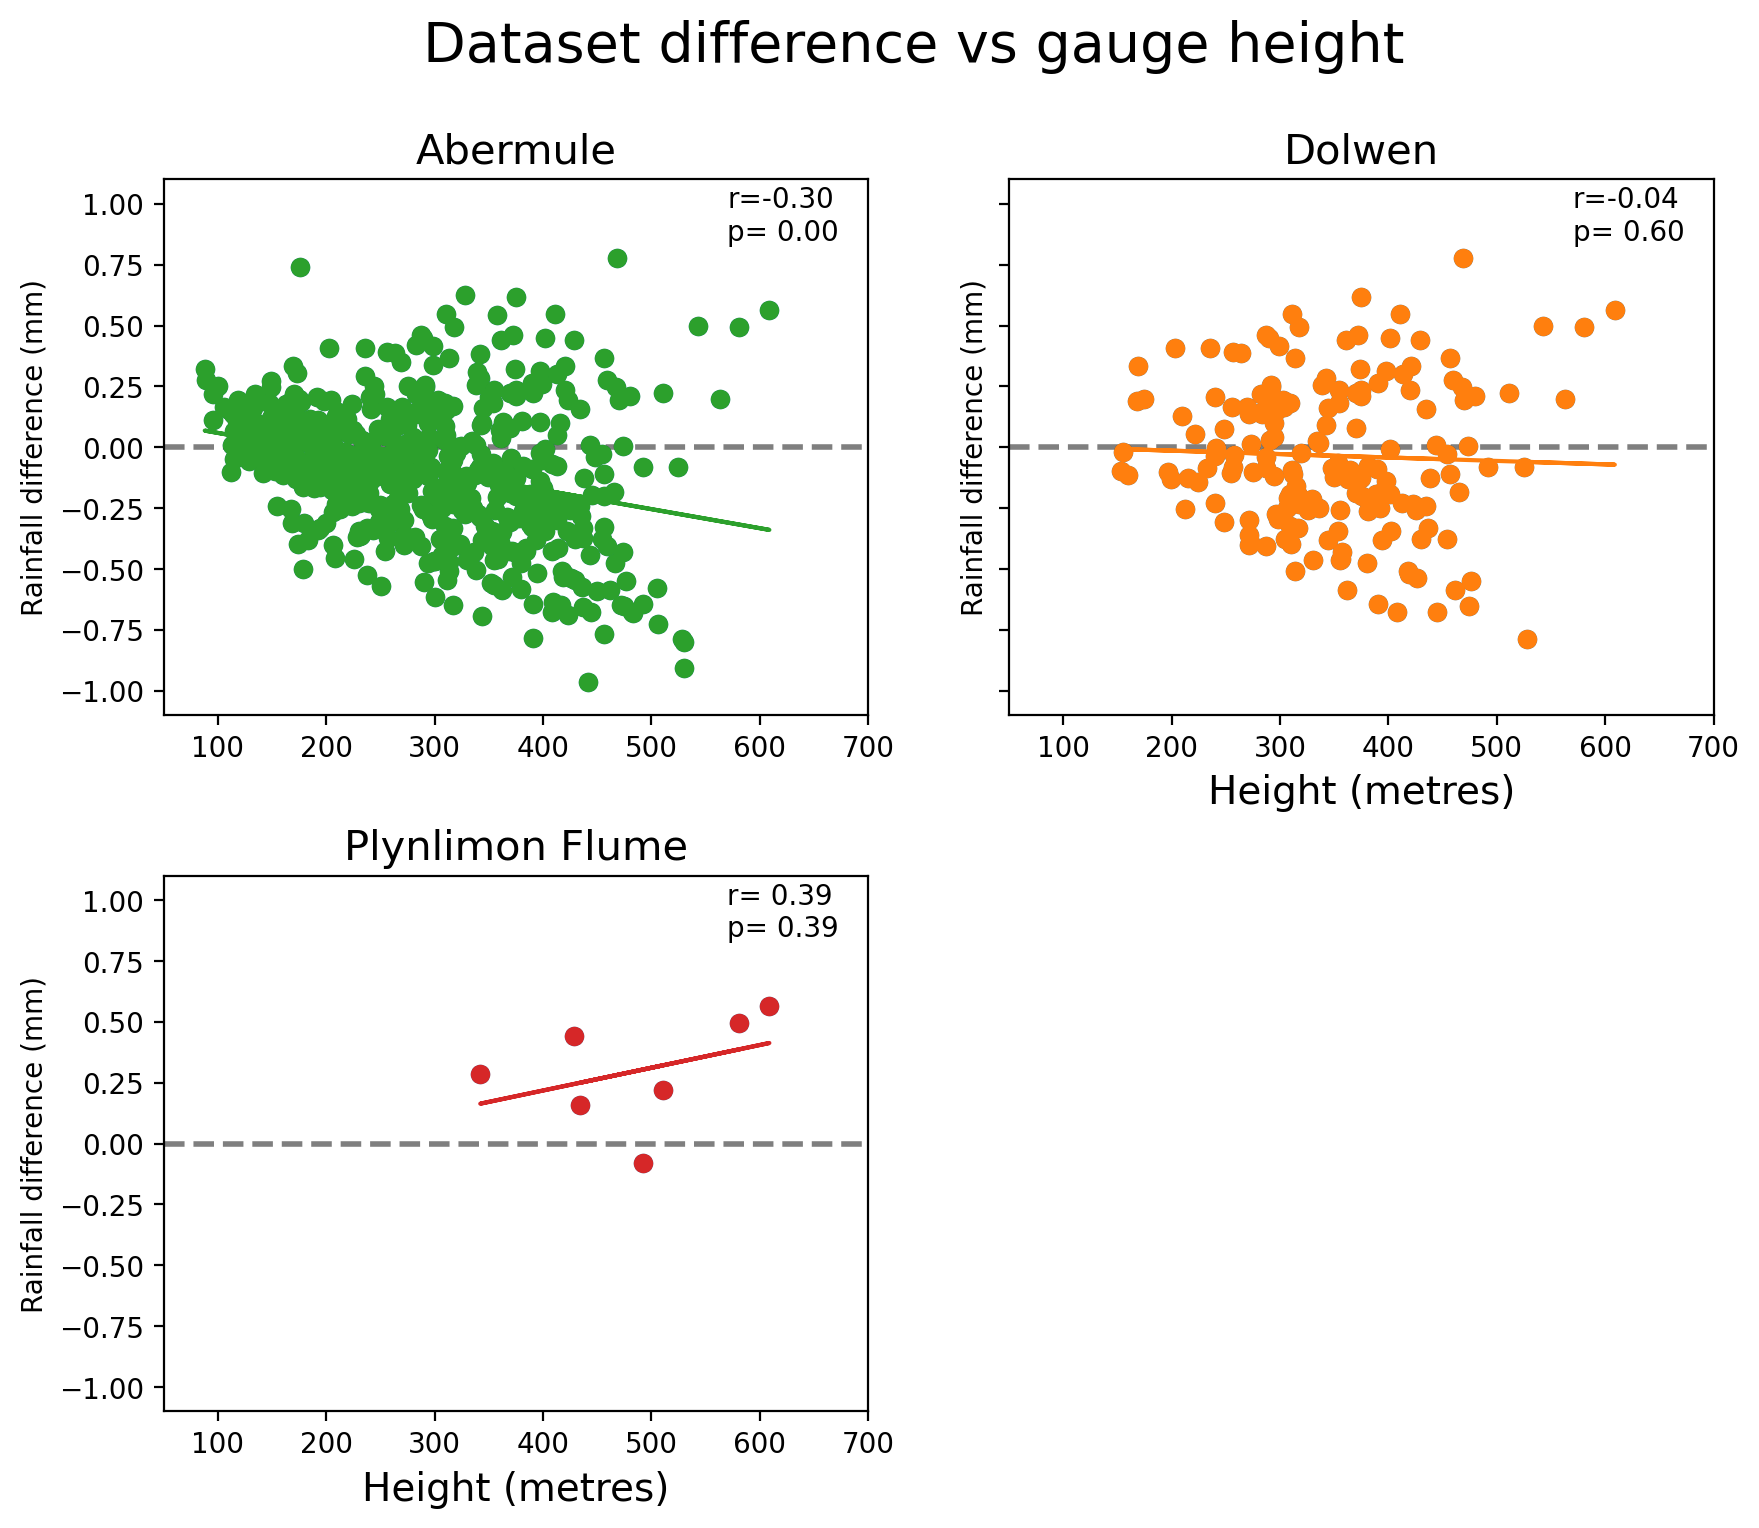 Dataset difference vs gauge height
Abermule
r=-0.30
p= 0.00
Rainfall difference (mm)
1.00
0.75
0.50
0.25
0.00
−0.25
−0.50
−0.75
−1.00
100 200 300 400 500 600 700
Dolwen
r=-0.04
p= 0.60
Rainfall difference (mm)
100 200 300 400 500 600 700
Height (metres)
Plynlimon Flume
r= 0.39
p= 0.39
Rainfall difference (mm)
1.00
0.75
0.50
0.25
0.00
−0.25
−0.50
−0.75
−1.00
100 200 300 400 500 600 700
Height (metres)